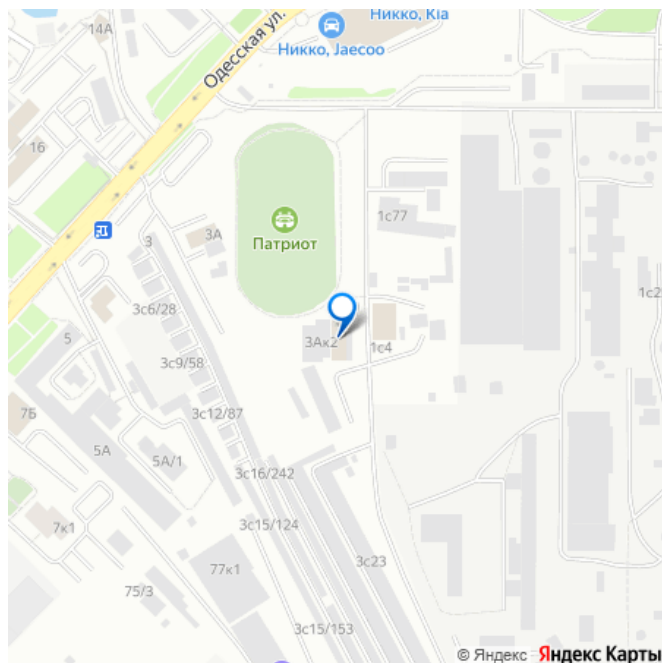 14А
Одесская ул.
Никко, Kia
Никко, Jaecoo
16
3
3А
Патриот
1с77
3с6/28
1с2
5
3с9/58
3Ак2
1с4
7Б
3с12/87
5А
5А/1
3с16/242
7к1
3с15/124
77к1
3с23
75/3
3с15/153
© Яндекс Яндекс Карты